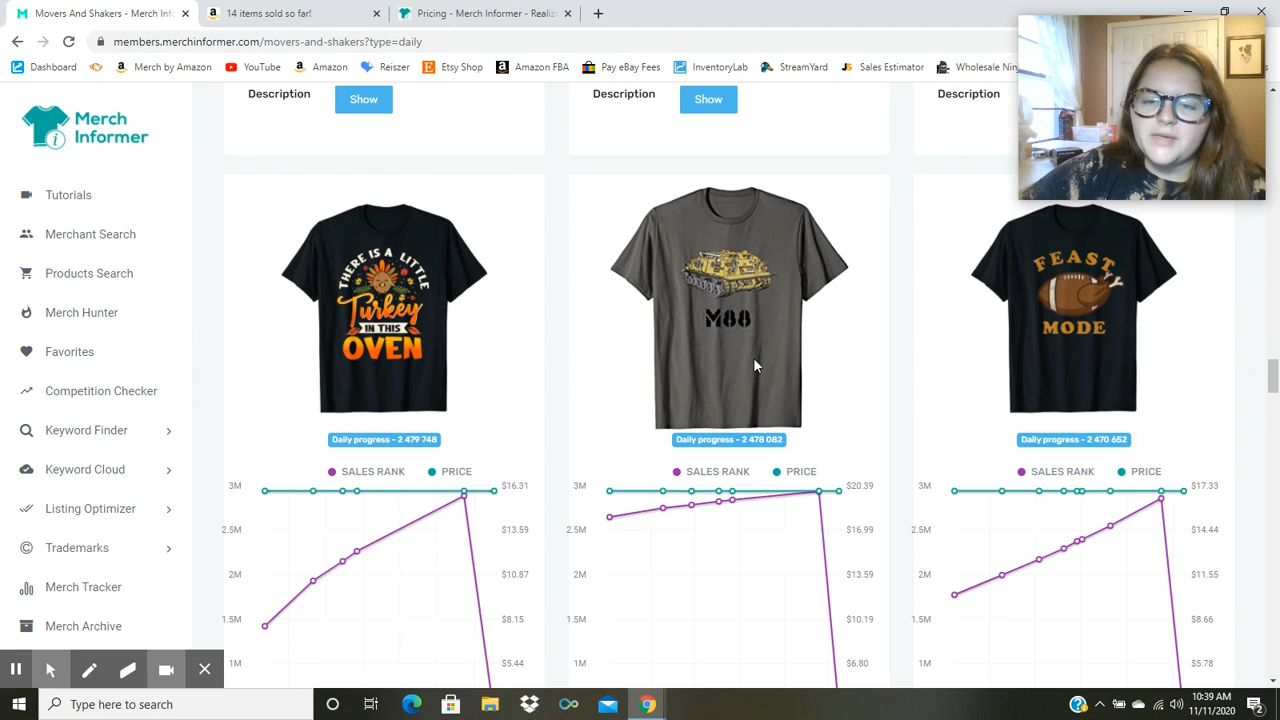 Movers And Shakers - Merch Inf
14 items sold so far!
Pricing - Merch Informer - Realiz
members.merchinformer.com/movers-and-shakers?type=daily
Dashboard
Merch by Amazon
YouTube
Amazon
Reiszer
Etsy Shop
Amazon FBA
Pay eBay Fees
InventoryLab
StreamYard
Sales Estimator
Wholesale Nin
Merch
Informer
Tutorials
Merchant Search
Products Search
Merch Hunter
Favorites
Competition Checker
Keyword Finder
Keyword Cloud
Listing Optimizer
Trademarks
Merch Tracker
Merch Archive
Description Show
Description Show
Description
THERE IS A LITTLE
Turkey
IN THIS
OVEN
M88
FEAST
MODE
Daily progress - 2 479 748
Daily progress - 2 478 082
Daily progress - 2 470 652
SALES RANK PRICE
SALES RANK PRICE
SALES RANK PRICE
3M $16.31
2.5M $13.59
2M $10.87
1.5M $8.15
1M $5.44
3M $20.39
2.5M $16.99
2M $13.59
1.5M $10.19
1M $6.80
3M $17.33
2.5M $14.44
2M $11.55
1.5M $8.66
1M $5.78
Type here to search
10:39 AM
11/11/2020
2